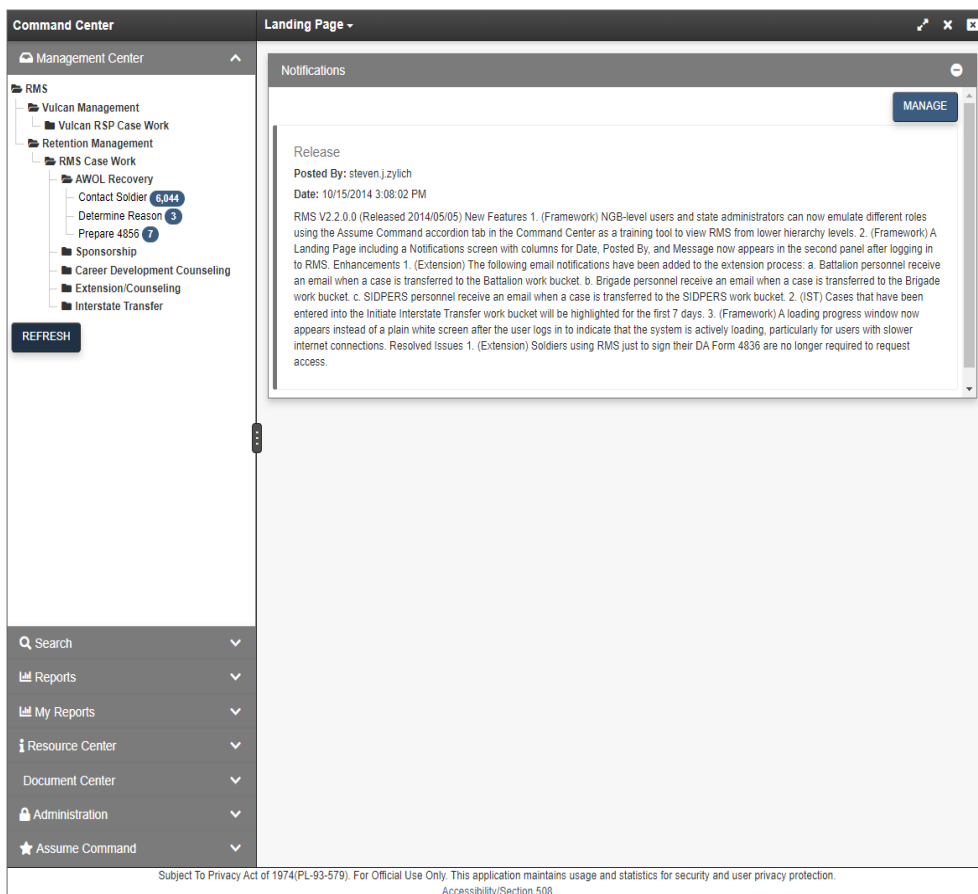 Command Center
Landing Page
Management Center
RMS
Vulcan Management
Vulcan RSP Case Work
Retention Management
RMS Case Work
AWOL Recovery
Contact Soldier 6,044
Determine Reason 3
Prepare 4856 7
Sponsorship
Career Development Counseling
Extension/Counseling
Interstate Transfer
REFRESH
Notifications
MANAGE
Release
Posted By: steven.j.zylich
Date: 10/15/2014 3:08:02 PM
RMS V2.2.0.0 (Released 2014/05/05) New Features 1. (Framework) NGB-level users and state administrators can now emulate different roles
using the Assume Command accordion tab in the Command Center as a training tool to view RMS from lower hierarchy levels. 2. (Framework) A
Landing Page including a Notifications screen with columns for Date, Posted By, and Message now appears in the second panel after logging in
to RMS. Enhancements 1. (Extension) The following email notifications have been added to the extension process: a. Battalion personnel receive
an email when a case is transferred to the Battalion work bucket. b. Brigade personnel receive an email when a case is transferred to the Brigade
work bucket. c. SIDPERS personnel receive an email when a case is transferred to the SIDPERS work bucket. 2. (IST) Cases that have been
entered into the Initiate Interstate Transfer work bucket will be highlighted for the first 7 days. 3. (Framework) A loading progress window now
appears instead of a plain white screen after the user logs in to indicate that the system is actively loading, particularly for users with slower
internet connections. Resolved Issues 1. (Extension) Soldiers using RMS just to sign their DA Form 4836 are no longer required to request
access.
Search
Reports
My Reports
Resource Center
Document Center
Administration
Assume Command
Subject To Privacy Act of 1974(PL-93-579). For Official Use Only. This application maintains usage and statistics for security and user privacy protection.
Accessibility/Section 508